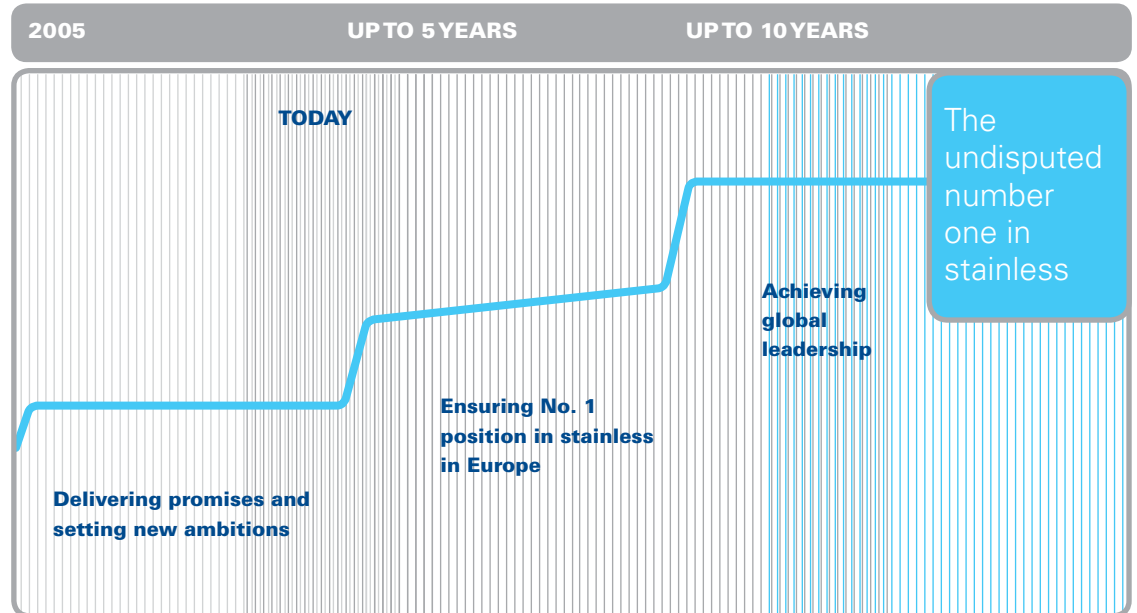 2005
UP TO 5 YEARS
UP TO 10 YEARS
TODAY
The
undisputed
number
one in
stainless
Achieving
global
leadership
Ensuring No. 1
position in stainless
in Europe
Delivering promises and
setting new ambitions